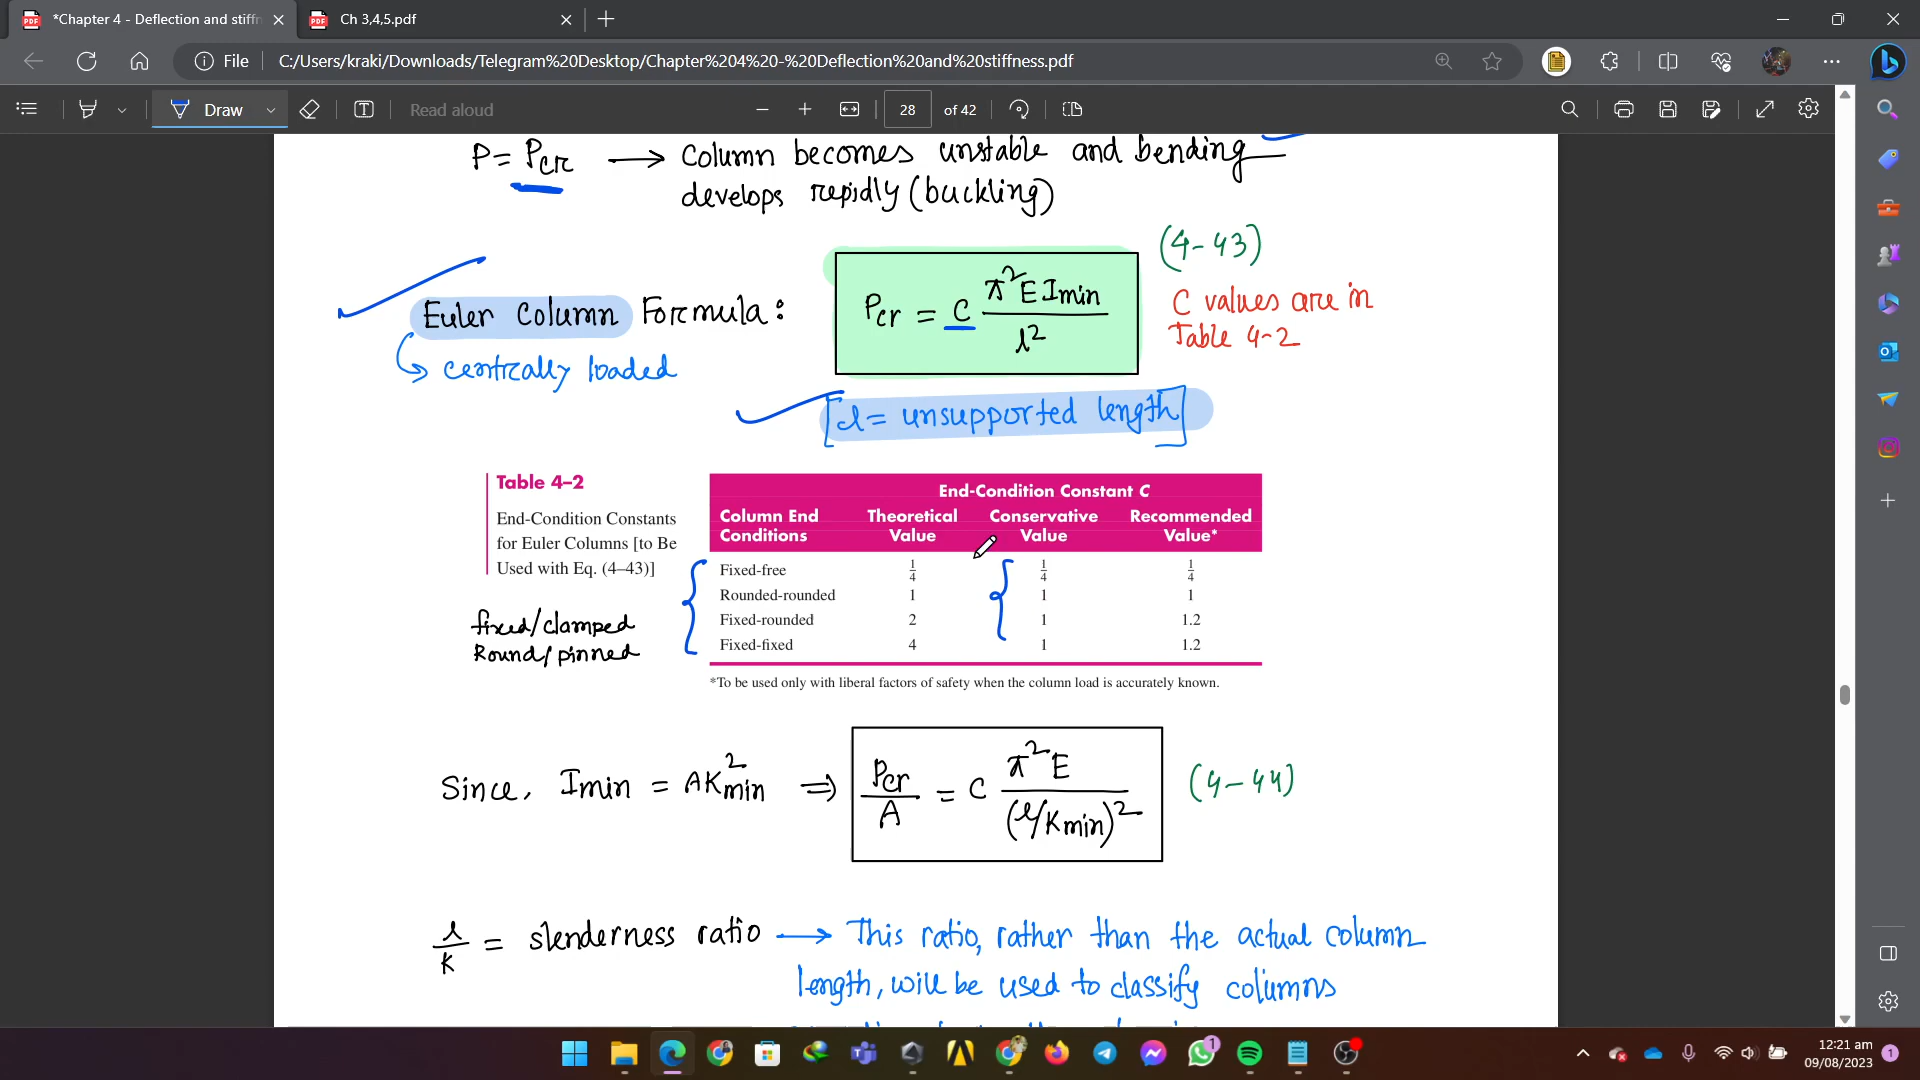 *Chapter 4 - Deflection and stiffn
Ch 3,4,5.pdf
File
C:/Users/kraki/Downloads/Telegram%20Desktop/Chapter%204%20-%20Deflection%20and%20stiffness.pdf
Draw
Read aloud
28
of 42
P = Pcr → Column becomes unstable and bending
develops rapidly (buckling)
(4-43)
Euler Column Formula:
Pcr = C π²EImin / l²
C values are in
Table 4-2
centrically loaded
[l = unsupported length]
Table 4–2
End-Condition Constants
for Euler Columns [to Be
Used with Eq. (4–43)]
fixed/clamped
Round/pinned
End-Condition Constant C
Column End Conditions Theoretical Value Conservative Value Recommended Value*
Fixed-free 1/4 1/4 1/4
Rounded-rounded 1 1 1
Fixed-rounded 2 1 1.2
Fixed-fixed 4 1 1.2
*To be used only with liberal factors of safety when the column load is accurately known.
Since, Imin = AK²min ⇒ Pcr/A = C π²E / (l/Kmin)² (4-44)
l/K = slenderness ratio → This ratio, rather than the actual column
length, will be used to classify columns
12:21 am
09/08/2023
1
1